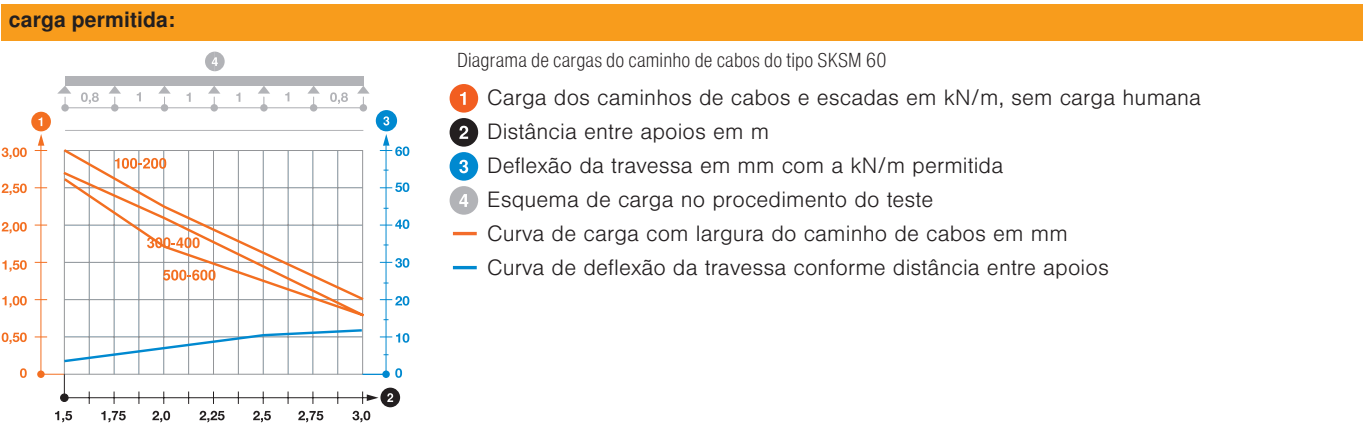 carga permitida:
4
0,8 1 1 1 1 0,8
1
3
3,00
2,50
2,00
1,50
1,00
0,50
0
100-200
300-400
500-600
60
50
40
30
20
10
0
2
1,5 1,75 2,0 2,25 2,5 2,75 3,0
Diagrama de cargas do caminho de cabos do tipo SKSM 60
1 Carga dos caminhos de cabos e escadas em kN/m, sem carga humana
2 Distância entre apoios em m
3 Deflexão da travessa em mm com a kN/m permitida
4 Esquema de carga no procedimento do teste
Curva de carga com largura do caminho de cabos em mm
Curva de deflexão da travessa conforme distância entre apoios